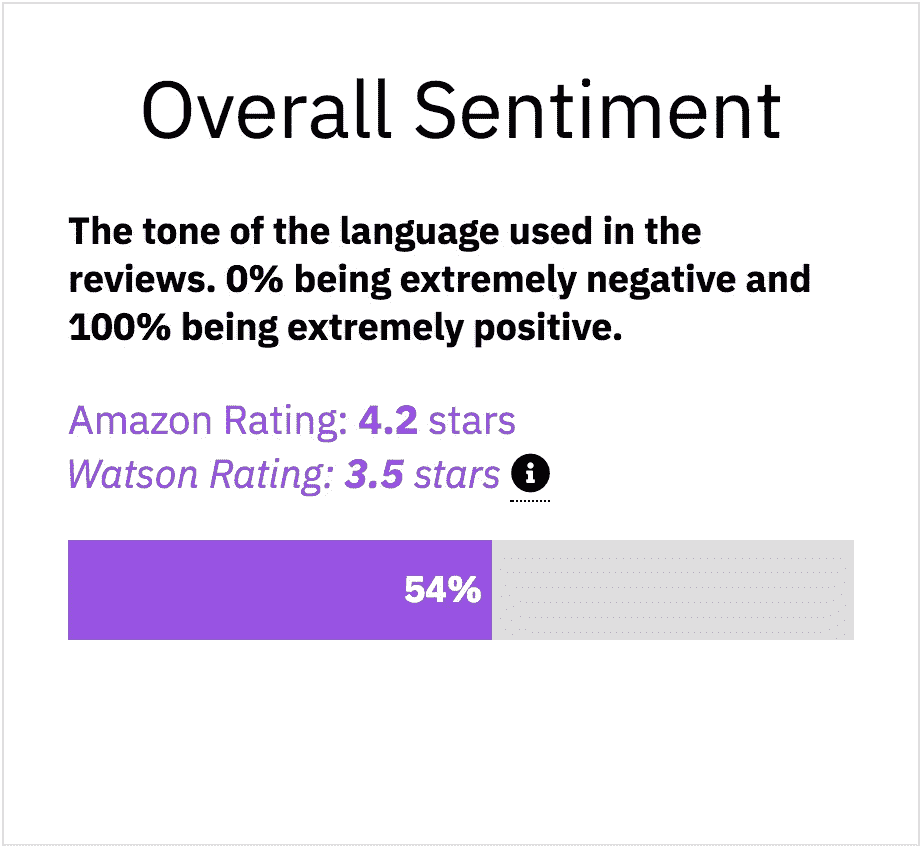 Overall Sentiment
The tone of the language used in the
reviews. 0% being extremely negative and
100% being extremely positive.
Amazon Rating: 4.2 stars
Watson Rating: 3.5 stars i
54%